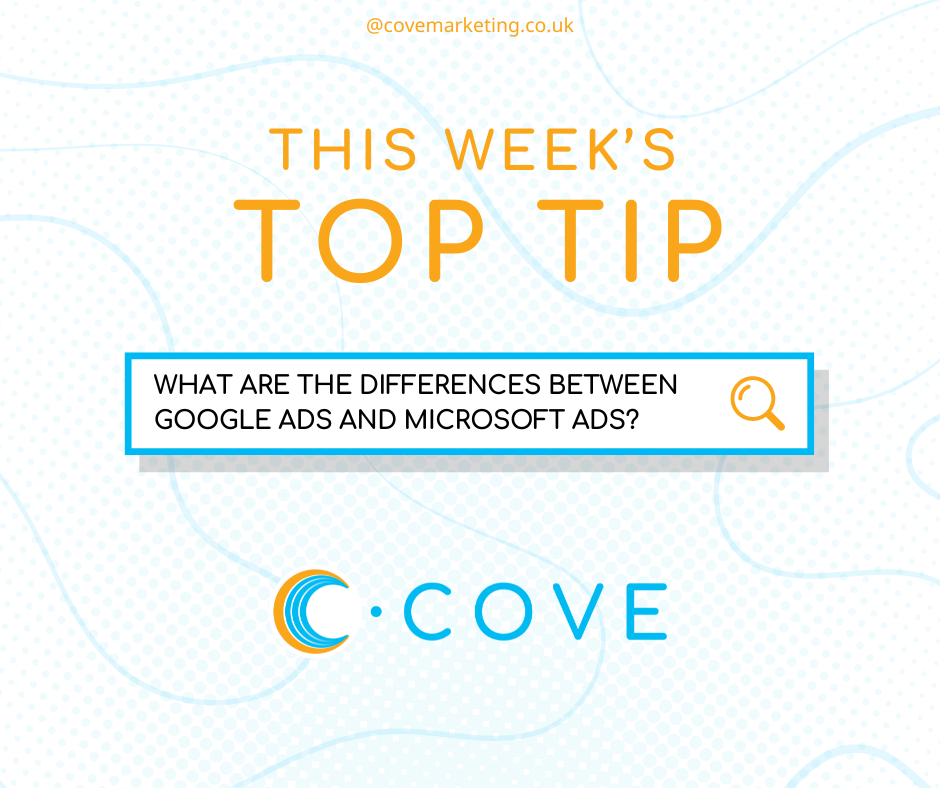 @covemarketing.co.uk
THIS WEEK’S
TOP TIP
WHAT ARE THE DIFFERENCES BETWEEN
GOOGLE ADS AND MICROSOFT ADS?
C·COVE